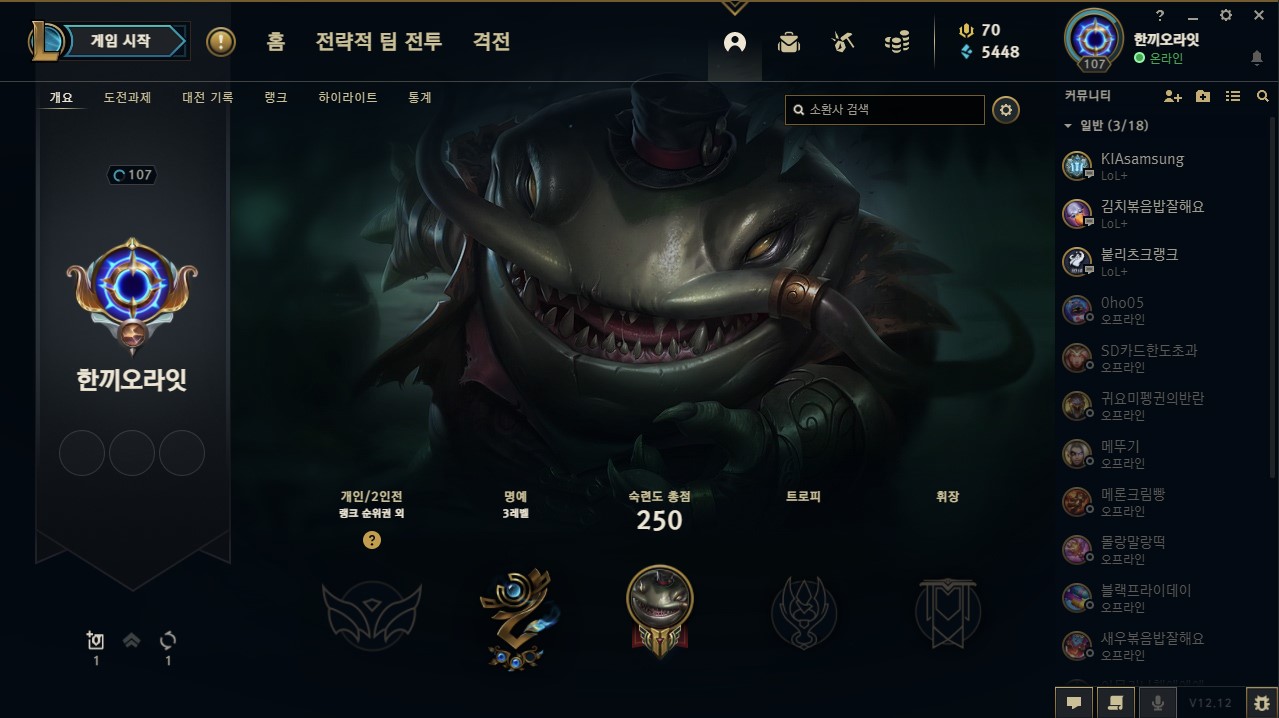 게임 시작
홈
전략적 팀 전투
격전
70
5448
107
한끼오라잇
온라인
개요
도전과제
대전 기록
랭크
하이라이트
통계
소환사 검색
107
한끼오라잇
개인/2인전
랭크 순위권 외
?
명예
3레벨
숙련도 총점
250
트로피
휘장
1
1
커뮤니티
일반 (3/18)
KIAsamsung
LoL+
김치볶음밥잘해요
LoL+
붙리츠크랭크
LoL+
0ho05
오프라인
SD카드한도초과
오프라인
귀요미펭귄의반란
오프라인
메뚜기
오프라인
메론크림빵
오프라인
몰랑말랑떡
오프라인
블랙프라이데이
오프라인
새우볶음밥잘해요
오프라인
V12.12